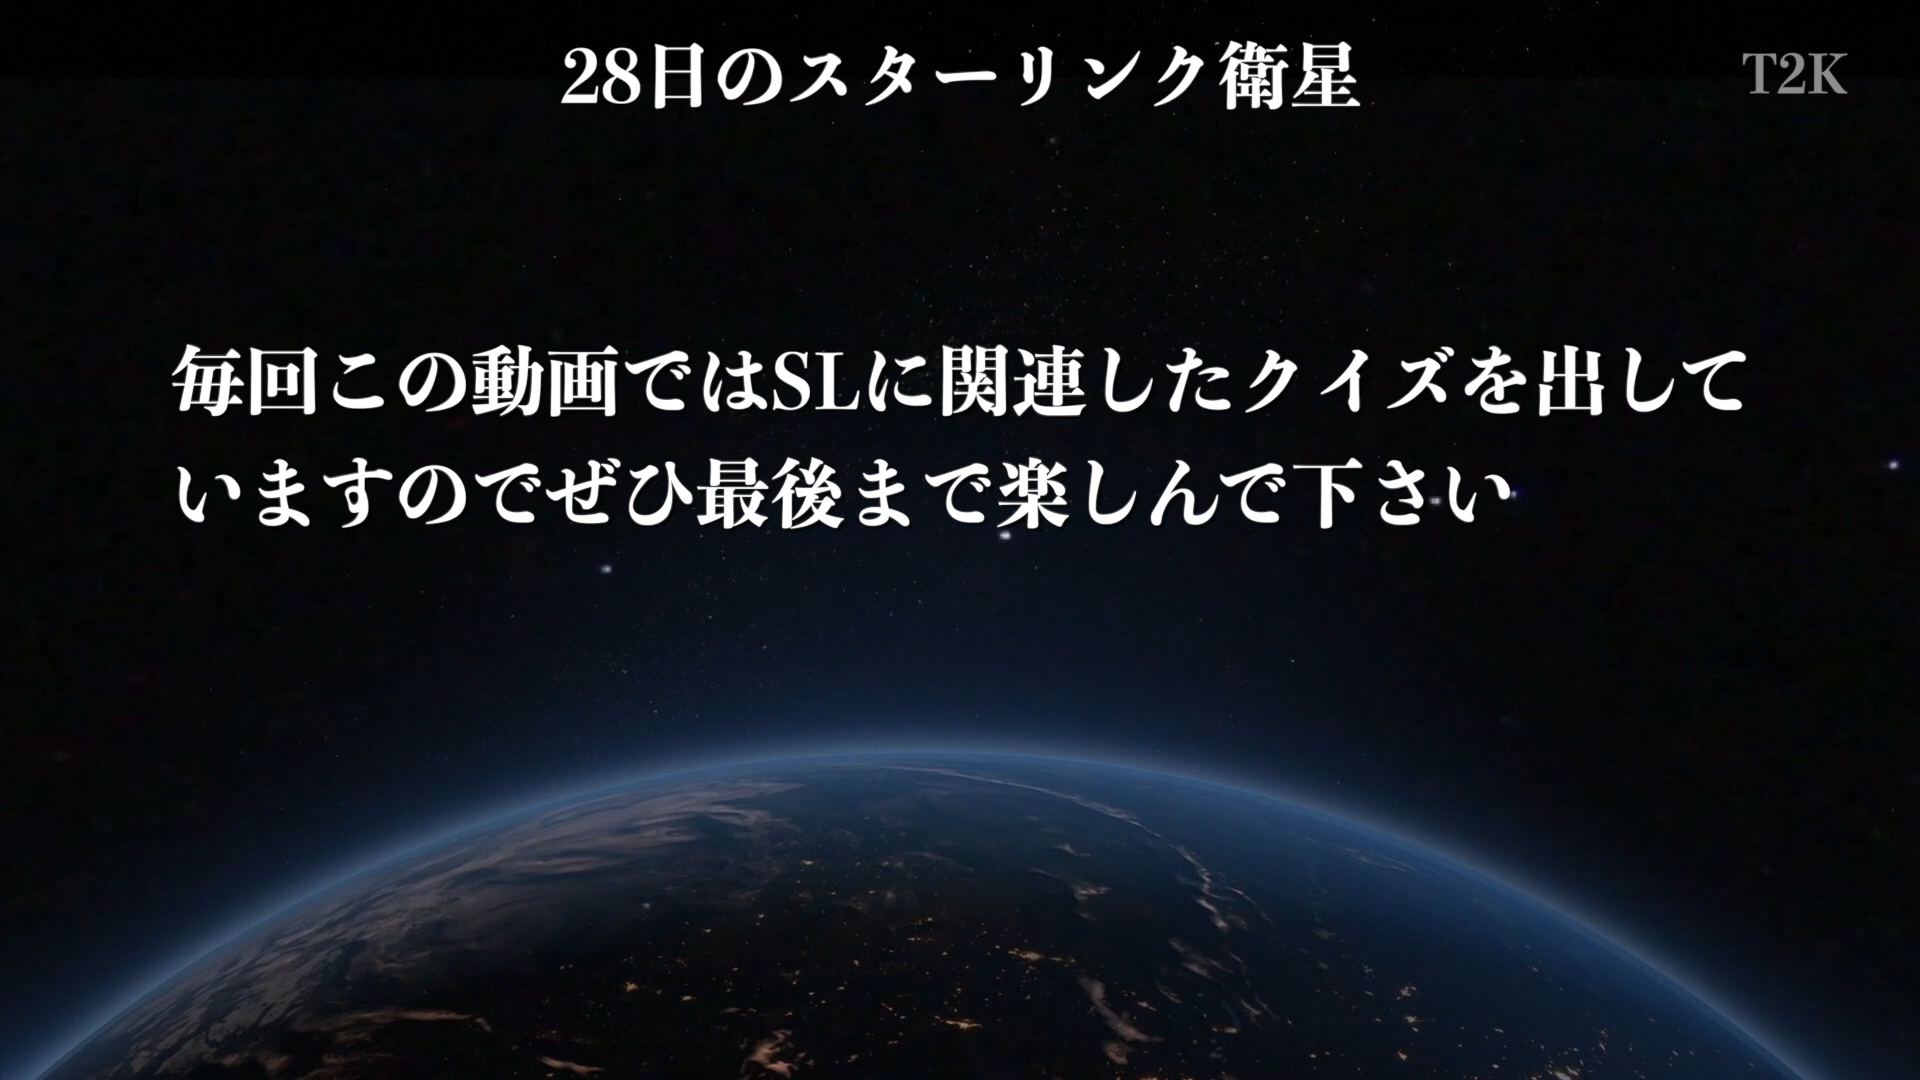 28日のスターリンク衛星
T2K
毎回この動画ではSLに関連したクイズを出して
いますのでぜひ最後まで楽しんで下さい